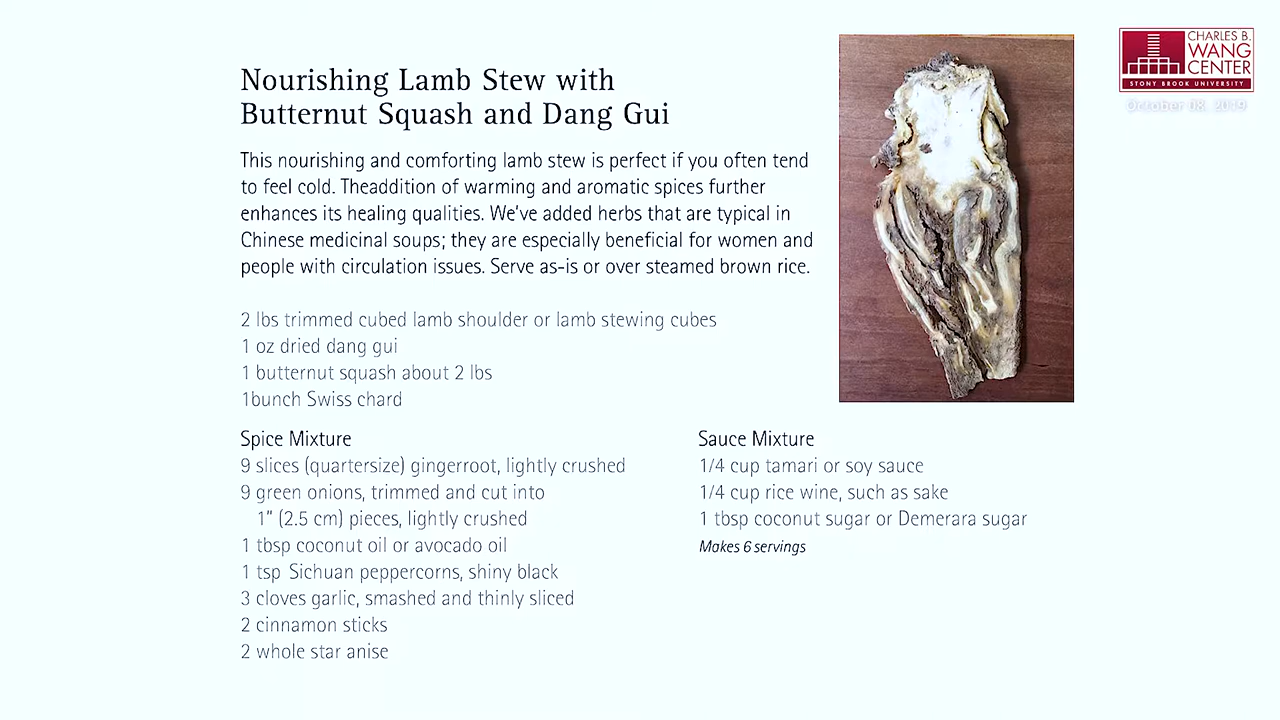 CHARLES B.
WANG
CENTER
STONY BROOK UNIVERSITY
October 08, 2019
Nourishing Lamb Stew with
Butternut Squash and Dang Gui
This nourishing and comforting lamb stew is perfect if you often tend
to feel cold. Theaddition of warming and aromatic spices further
enhances its healing qualities. We've added herbs that are typical in
Chinese medicinal soups; they are especially beneficial for women and
people with circulation issues. Serve as-is or over steamed brown rice.
2 lbs trimmed cubed lamb shoulder or lamb stewing cubes
1 oz dried dang gui
1 butternut squash about 2 lbs
1bunch Swiss chard
Spice Mixture
9 slices (quartersize) gingerroot, lightly crushed
9 green onions, trimmed and cut into
1” (2.5 cm) pieces, lightly crushed
1 tbsp coconut oil or avocado oil
1 tsp Sichuan peppercorns, shiny black
3 cloves garlic, smashed and thinly sliced
2 cinnamon sticks
2 whole star anise
Sauce Mixture
1/4 cup tamari or soy sauce
1/4 cup rice wine, such as sake
1 tbsp coconut sugar or Demerara sugar
Makes 6 servings